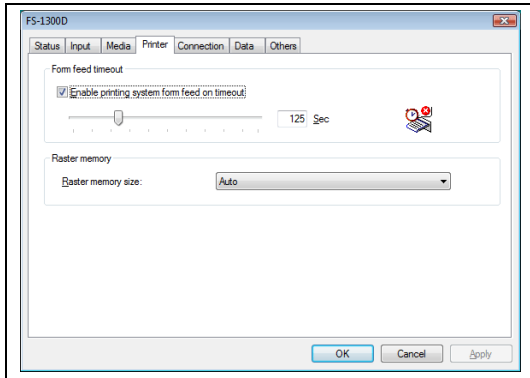 FS-1300D
Status Input Media Printer Connection Data Others
Form feed timeout
Enable printing system form feed on timeout
125 Sec
Raster memory
Raster memory size: Auto
OK Cancel Apply